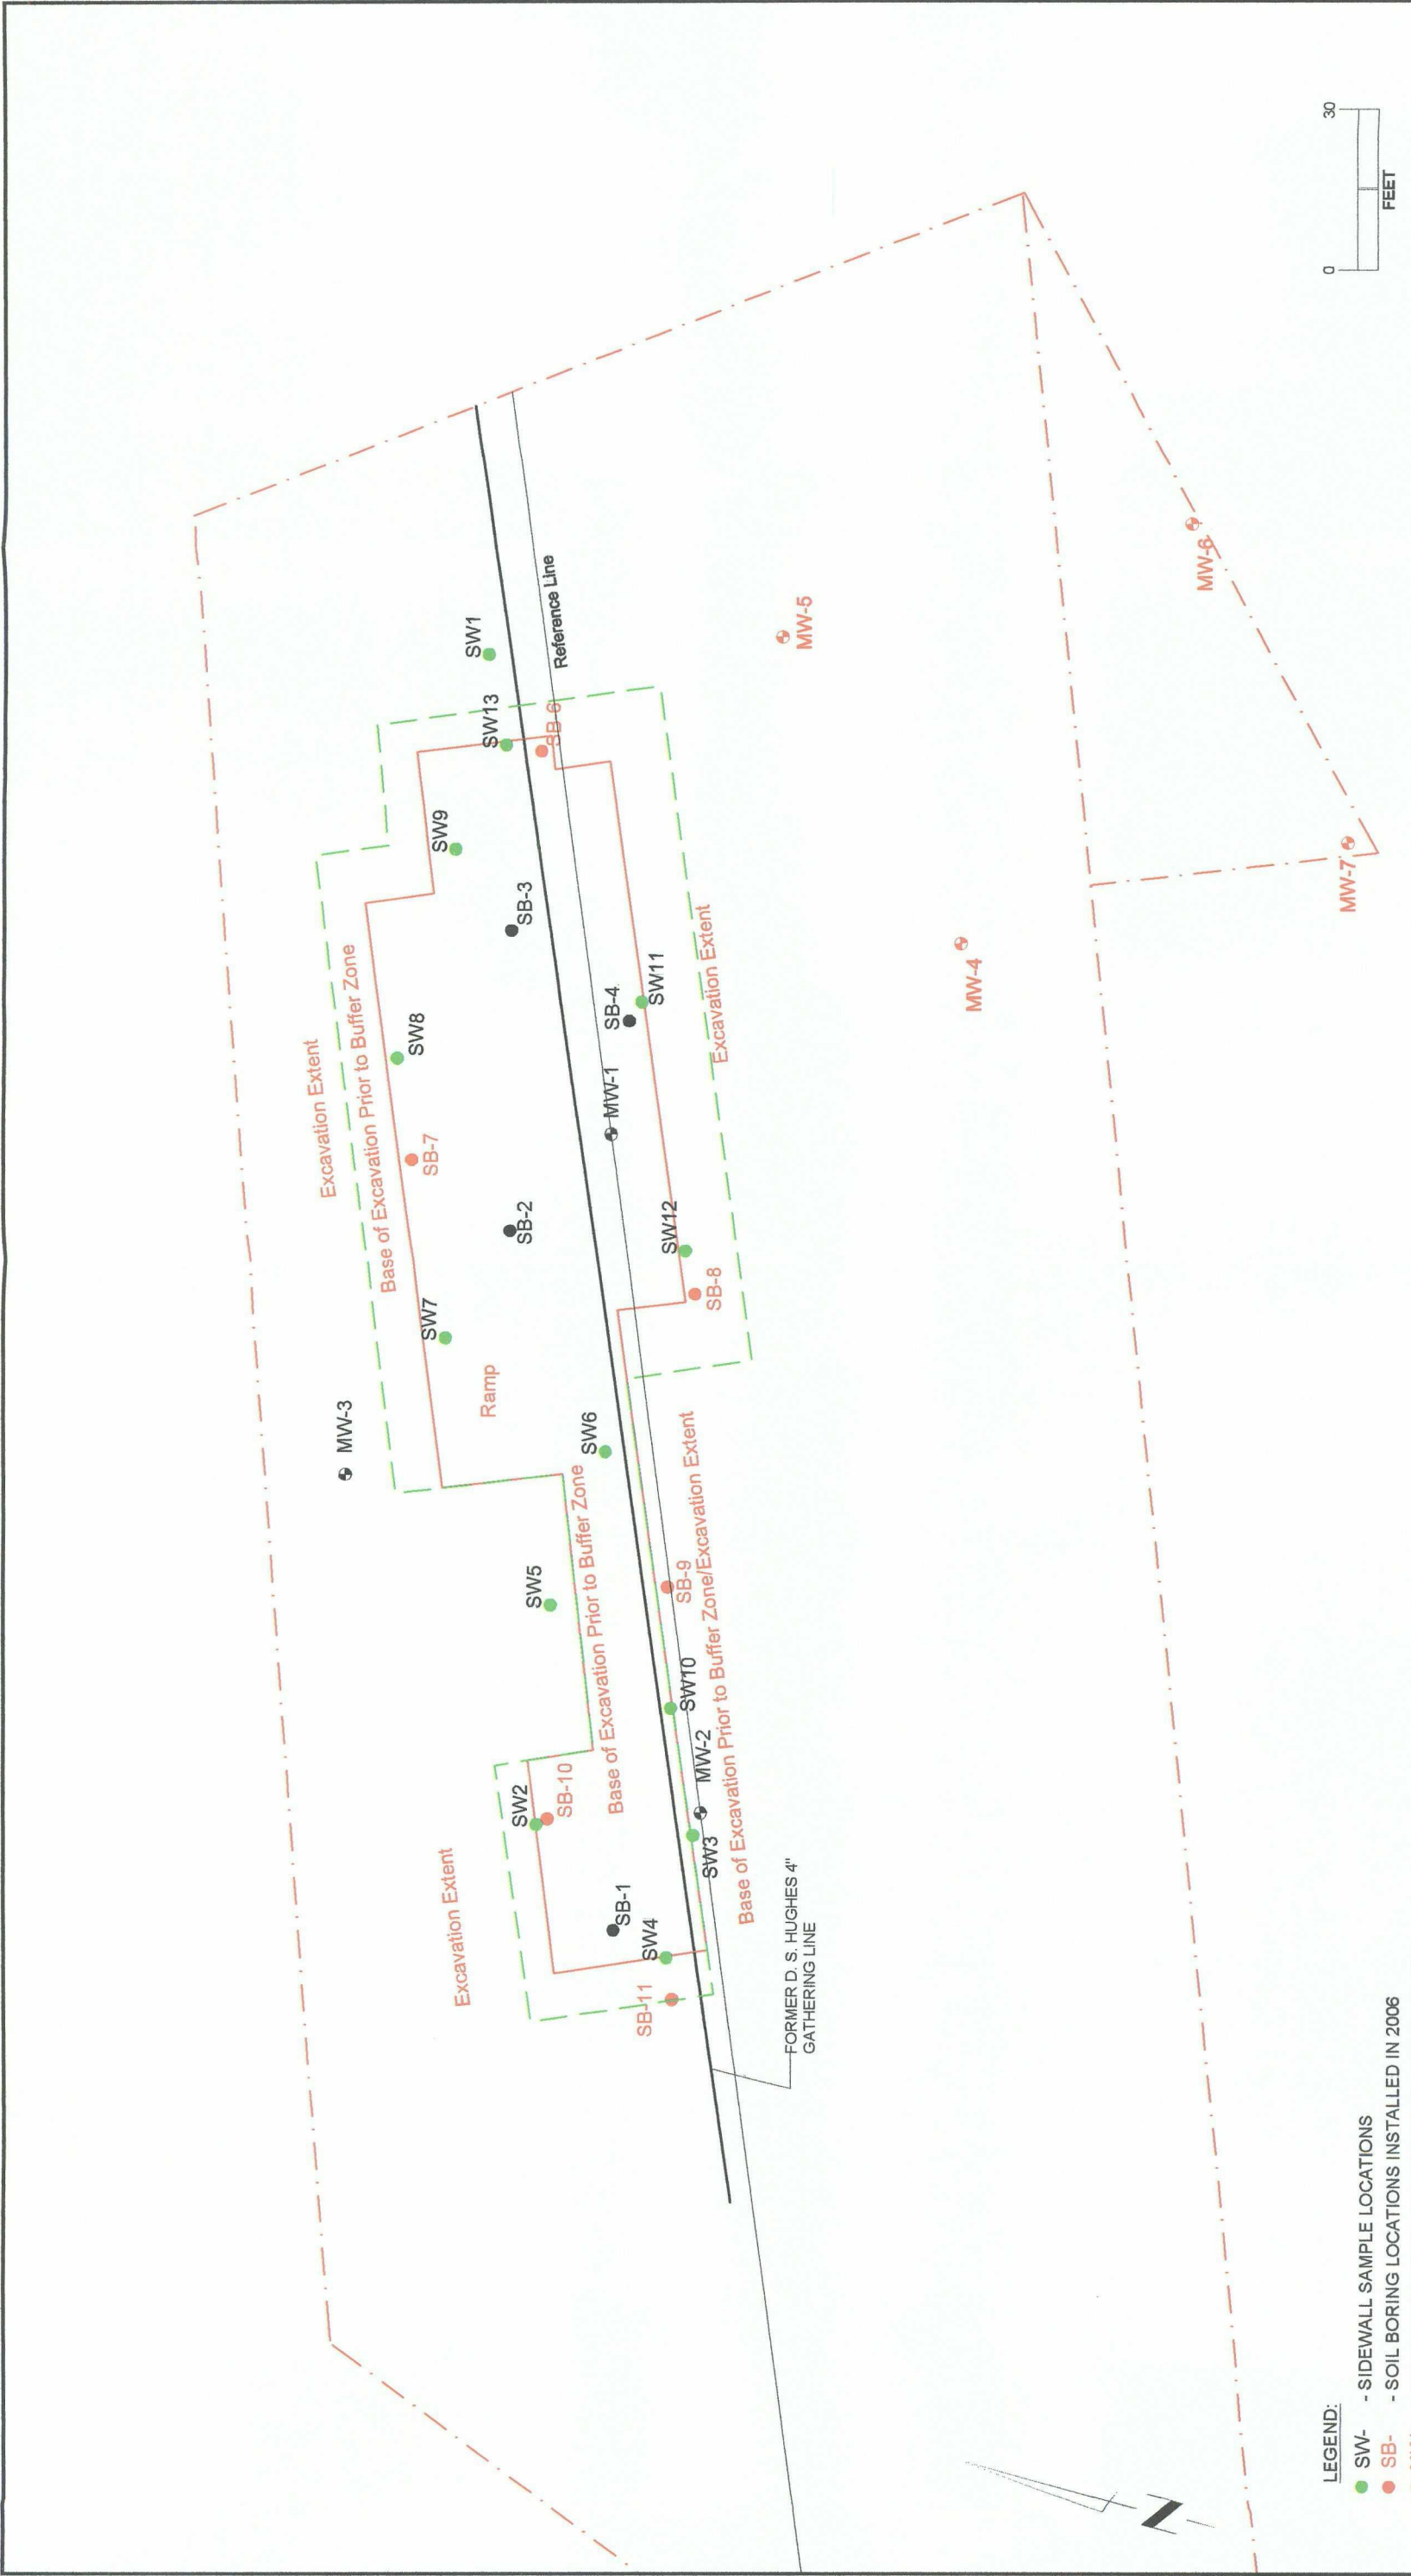 Excavation Extent
Base of Excavation Prior to Buffer Zone
MW-3
SW8
SB-7
SW7
SB-2
Ramp
SW9
SB-3
SW13
SW1
SB-6
Reference Line
SB-4
SW11
MW-1
Excavation Extent
SW12
SB-8
SW6
SW5
Base of Excavation Prior to Buffer Zone
SB-9
SW10
Base of Excavation Prior to Buffer Zone/Excavation Extent
MW-2
SW3
SW2
SB-10
Excavation Extent
SB-1
SW4
SB-11
FORMER D. S. HUGHES 4"
GATHERING LINE
MW-5
MW-4
MW-6
MW-7
0
30
FEET
N
LEGEND:
SW- - SIDEWALL SAMPLE LOCATIONS
SB- - SOIL BORING LOCATIONS INSTALLED IN 2006